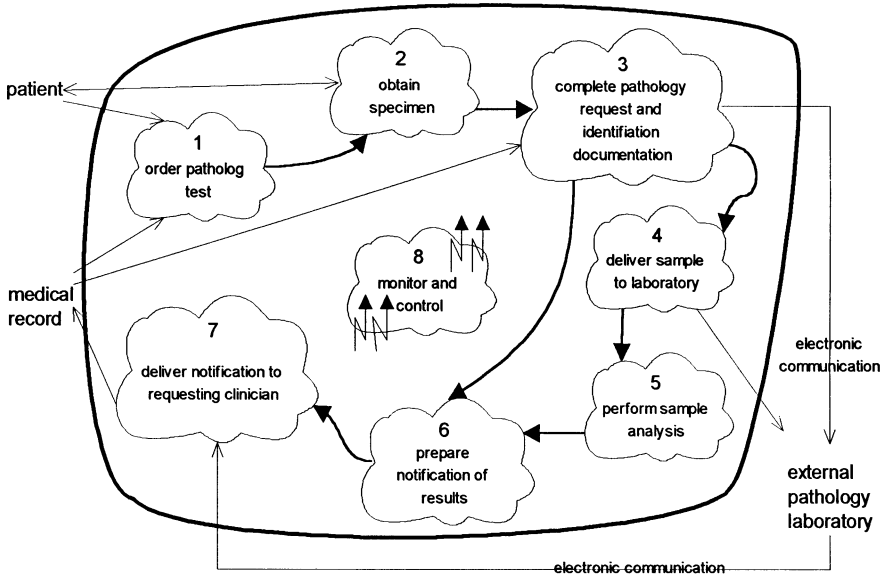 patient
2
obtain
specimen
3
complete pathology
request and
identifiation
documentation
1
order patholog
test
4
deliver sample
to laboratory
8
monitor and
control
medical
record
7
deliver notification to
requesting clinician
electronic
communication
5
perform sample
analysis
6
prepare
notification of
results
external
pathology
laboratory
electronic communication